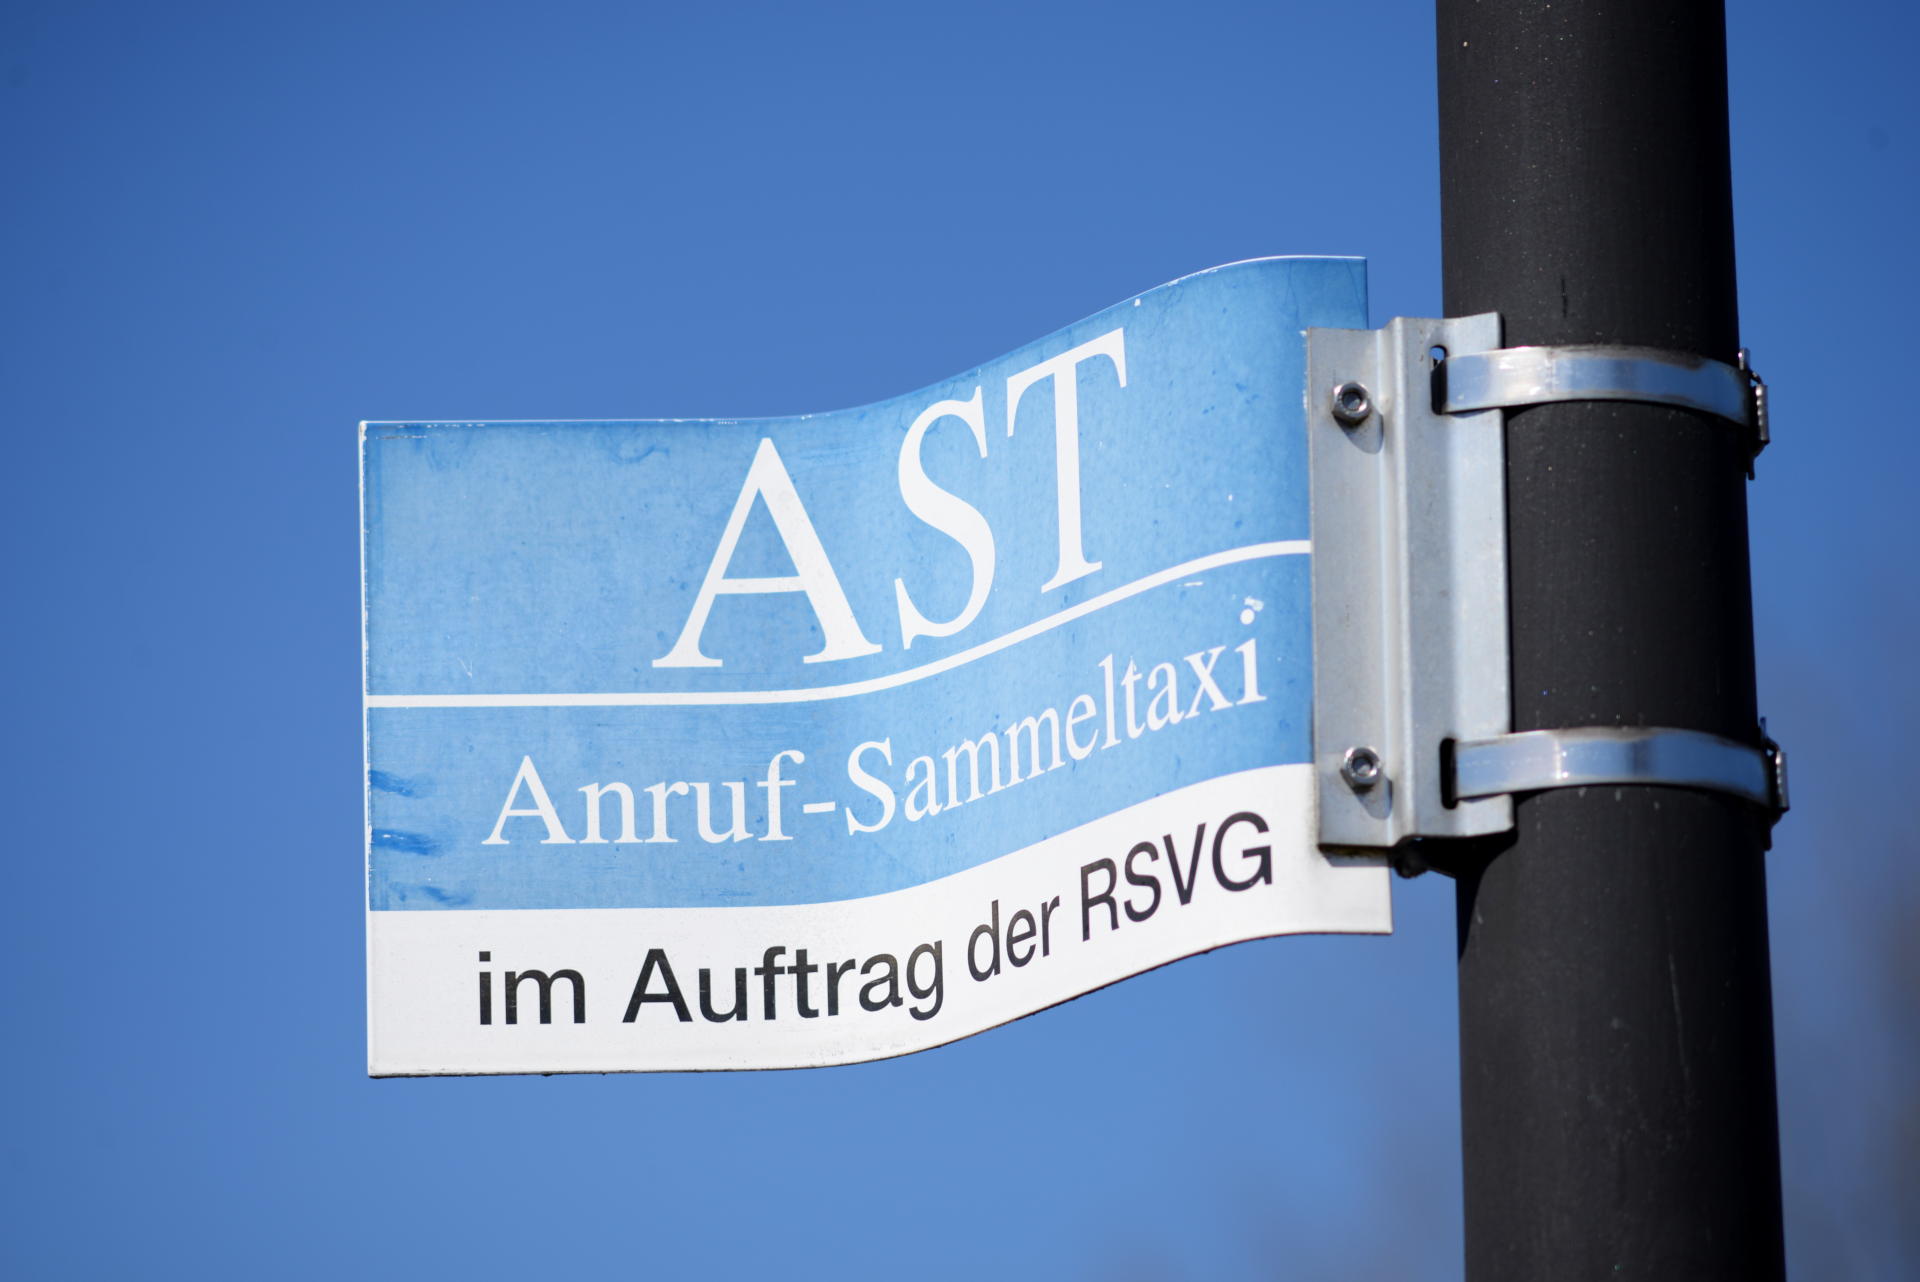 AST
Anruf-Sammeltaxi
im Auftrag der RSVG